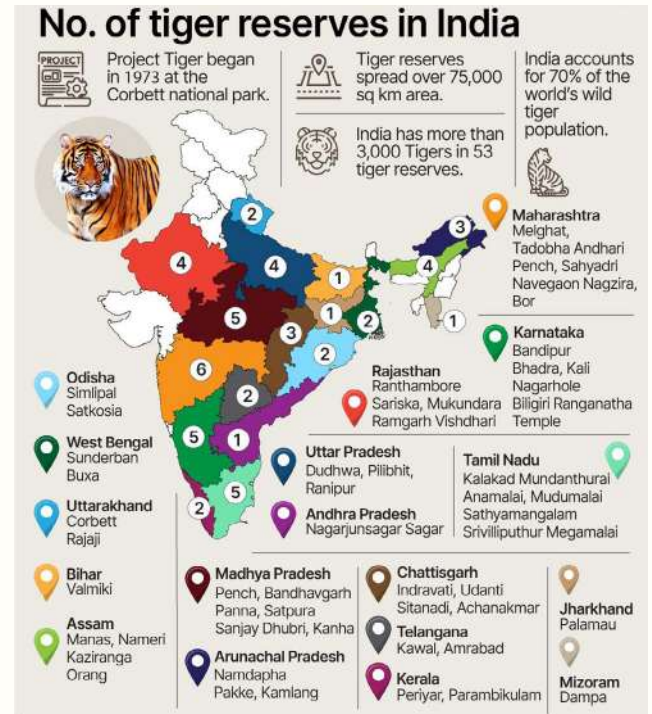 No. of tiger reserves in India
PROJECT
Project Tiger began
in 1973 at the
Corbett national park.
Tiger reserves
spread over 75,000
sq km area.
India has more than
3,000 Tigers in 53
tiger reserves.
India accounts
for 70% of the
world's wild
tiger
population.
2
4
4
5
1
1
3
2
2
3
4
1
6
2
5
1
5
2
Maharashtra
Melghat,
Tadobha Andhari
Pench, Sahyadri
Navegaon Nagzira,
Bor
Karnataka
Bandipur
Bhadra, Kali
Nagarhole
Biligiri Ranganatha
Temple
Rajasthan
Ranthambore
Sariska, Mukundara
Ramgarh Vishdhari
Odisha
Simlipal
Satkosia
West Bengal
Sunderban
Buxa
Uttarakhand
Corbett
Rajaji
Bihar
Valmiki
Assam
Manas, Nameri
Kaziranga
Orang
Uttar Pradesh
Dudhwa, Pilibhit,
Ranipur
Andhra Pradesh
Nagarjunsagar Sagar
Tamil Nadu
Kalakad Mundanthurai
Anamalai, Mudumalai
Sathyamangalam
Srivilliputhur Megamalai
Madhya Pradesh
Pench, Bandhavgarh
Panna, Satpura
Sanjay Dhubri, Kanha
Arunachal Pradesh
Namdapha
Pakke, Kamlang
Chattisgarh
Indravati, Udanti
Sitanadi, Achanakmar
Telangana
Kawal, Amrabad
Kerala
Periyar, Parambikulam
Jharkhand
Palamau
Mizoram
Dampa